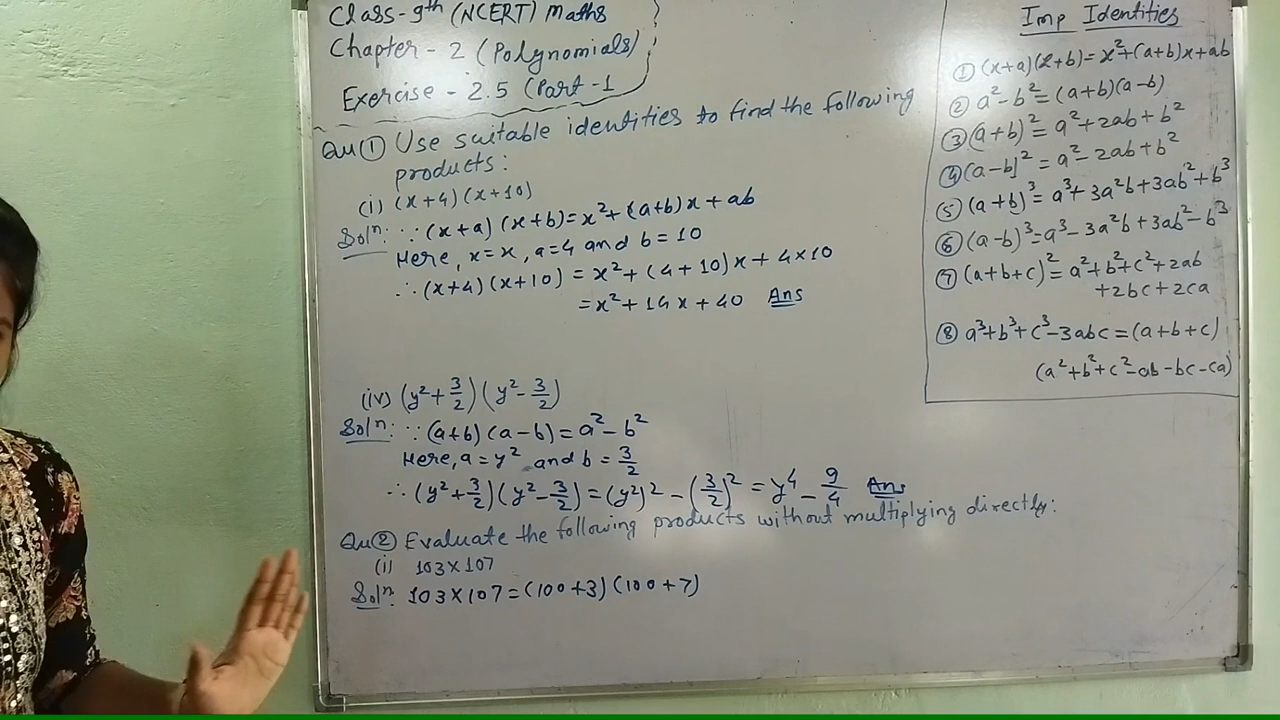 Class-9th (NCERT) Maths
Chapter - 2 (Polynomials)
Exercise - 2.5 (Part-1
Qu① Use suitable identities to find the following
products:
(i) (x+4)(x+10)
Solⁿ: ∵ (x+a)(x+b)=x²+(a+b)x+ab
Here, x=x, a=4 and b=10
∴ (x+4)(x+10) = x²+(4+10)x+4×10
=x²+14x+40 Ans
(iv) (y²+3/2)(y²-3/2)
Solⁿ: ∵ (a+b)(a-b)=a²-b²
Here, a=y² and b=3/2
∴ (y²+3/2)(y²-3/2)=(y²)²-(3/2)²=y⁴-9/4 Ans
Qu② Evaluate the following products without multiplying directly:
(i) 103×107
Solⁿ: 103×107=(100+3)(100+7)
Imp Identities
① (x+a)(x+b)=x²+(a+b)x+ab
② a²-b²=(a+b)(a-b)
③ (a+b)²=a²+2ab+b²
④ (a-b]²=a²-2ab+b²
⑤ (a+b)³=a³+3a²b+3ab²+b³
⑥ (a-b)³=a³-3a²b+3ab²-b³
⑦ (a+b+c)²=a²+b²+c²+2ab
+2bc+2ca
⑧ a³+b³+c³-3abc=(a+b+c)
(a²+b²+c²-ab-bc-ca)